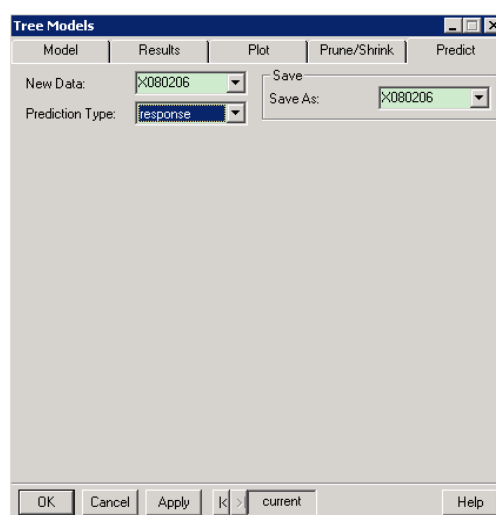 Tree Models
Model Results Plot Prune/Shrink Predict
New Data: X080206
Prediction Type: response
Save
Save As: X080206
OK Cancel Apply current Help